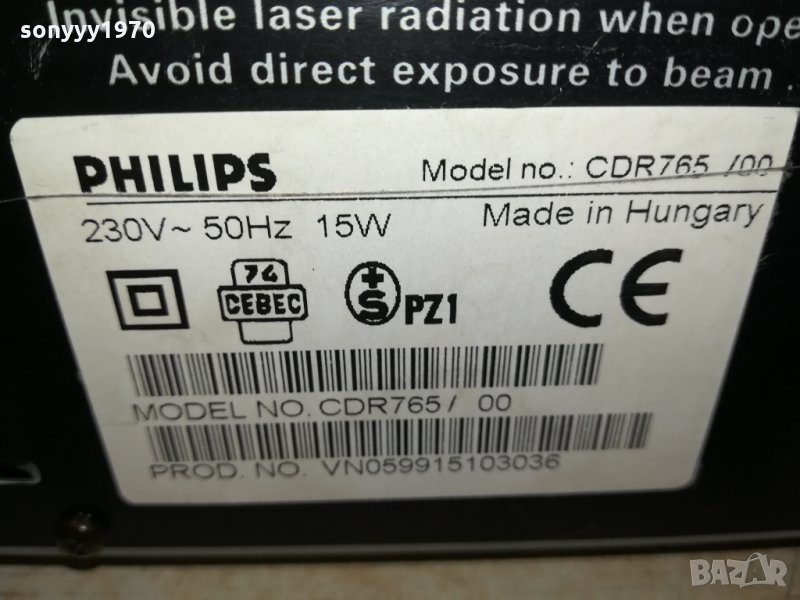 Invisible laser radiation when ope
sonyyy1970
Avoid direct exposure to beam ..
PHILIPS
Model no.: CDR765 /00
230V~ 50Hz 15W
Made in Hungary
74
CEBEC
+
S PZ1
CE
MODEL NO. CDR765/ 00
PROD. NO. VN059915103036
BAZAR